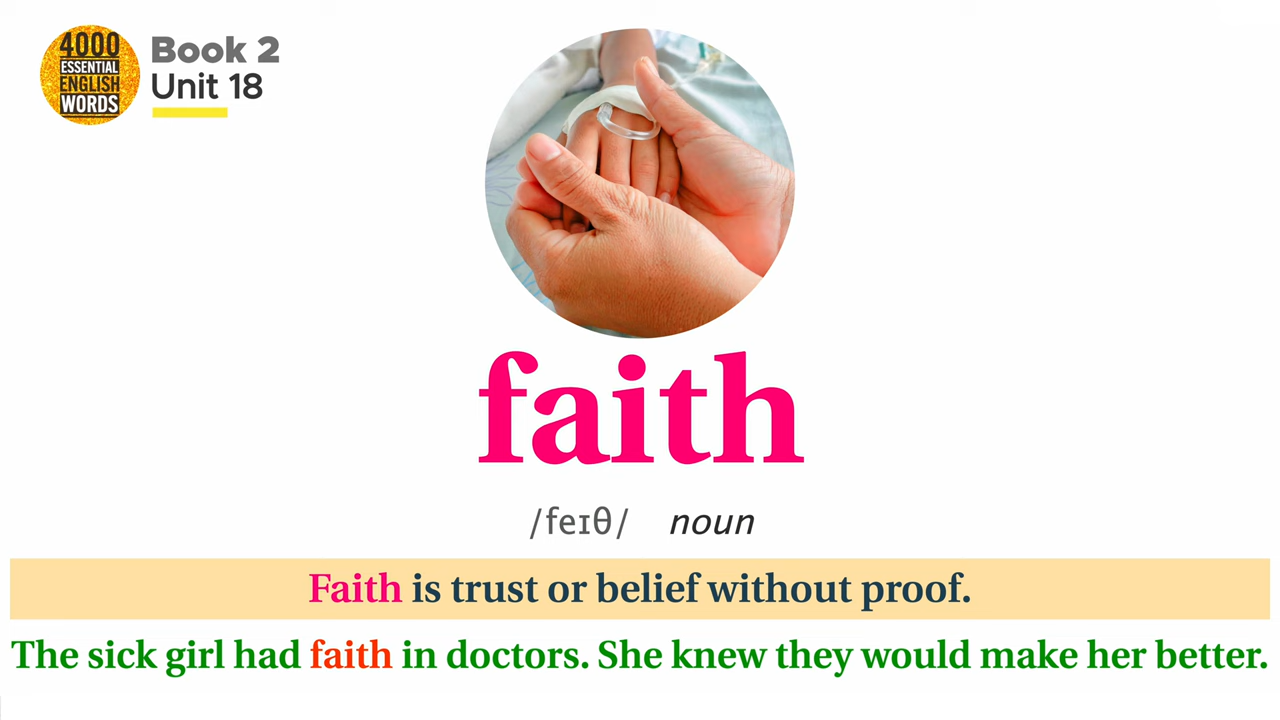 4000
ESSENTIAL
ENGLISH
WORDS
Book 2
Unit 18
faith
/feɪθ/ noun
Faith is trust or belief without proof.
The sick girl had faith in doctors. She knew they would make her better.